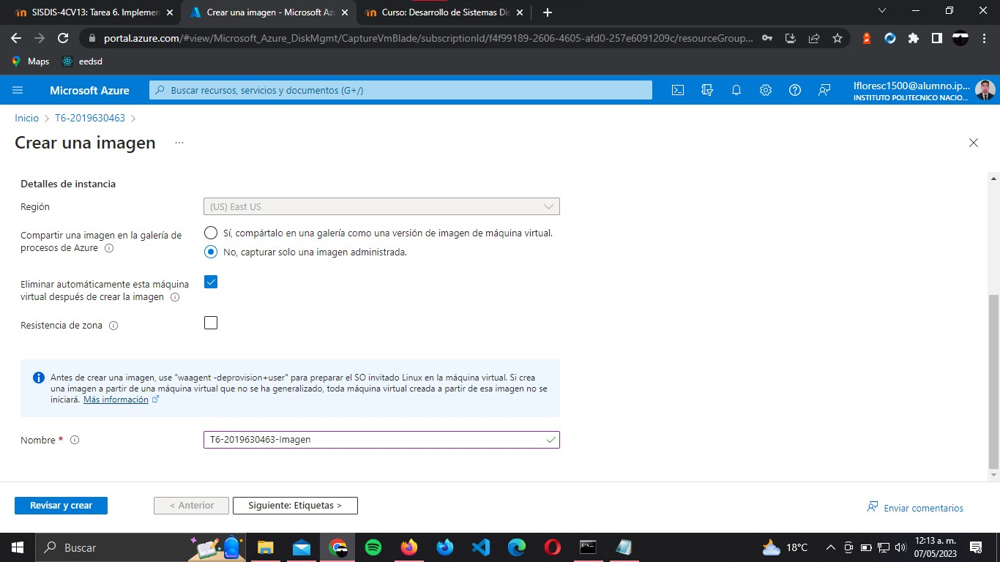 SISDIS-4CV13: Tarea 6. Implemen
Crear una imagen - Microsoft Az
Curso: Desarrollo de Sistemas Dis
portal.azure.com/#view/Microsoft_Azure_DiskMgmt/CaptureVmBlade/subscriptionId/f4f99189-2606-4605-afd0-257e6091209c/resourceGroup...
Maps
eedsd
Microsoft Azure
Buscar recursos, servicios y documentos (G+/)
lfloresc1500@alumno.ip...
INSTITUTO POLITECNICO NACIO...
Inicio > T6-2019630463 >
Crear una imagen ...
Detalles de instancia
Región
(US) East US
Compartir una imagen en la galería de
procesos de Azure
Sí, compártalo en una galería como una versión de imagen de máquina virtual.
No, capturar solo una imagen administrada.
Eliminar automáticamente esta máquina
virtual después de crear la imagen
Resistencia de zona
Antes de crear una imagen, use "waagent -deprovision+user" para preparar el SO invitado Linux en la máquina virtual. Si crea
una imagen a partir de una máquina virtual que no se ha generalizado, toda máquina virtual creada a partir de esa imagen no se
iniciará. Más información
Nombre *
T6-2019630463-Imagen
Revisar y crear
< Anterior
Siguiente: Etiquetas >
Enviar comentarios
Buscar
18°C
12:13 a. m.
07/05/2023